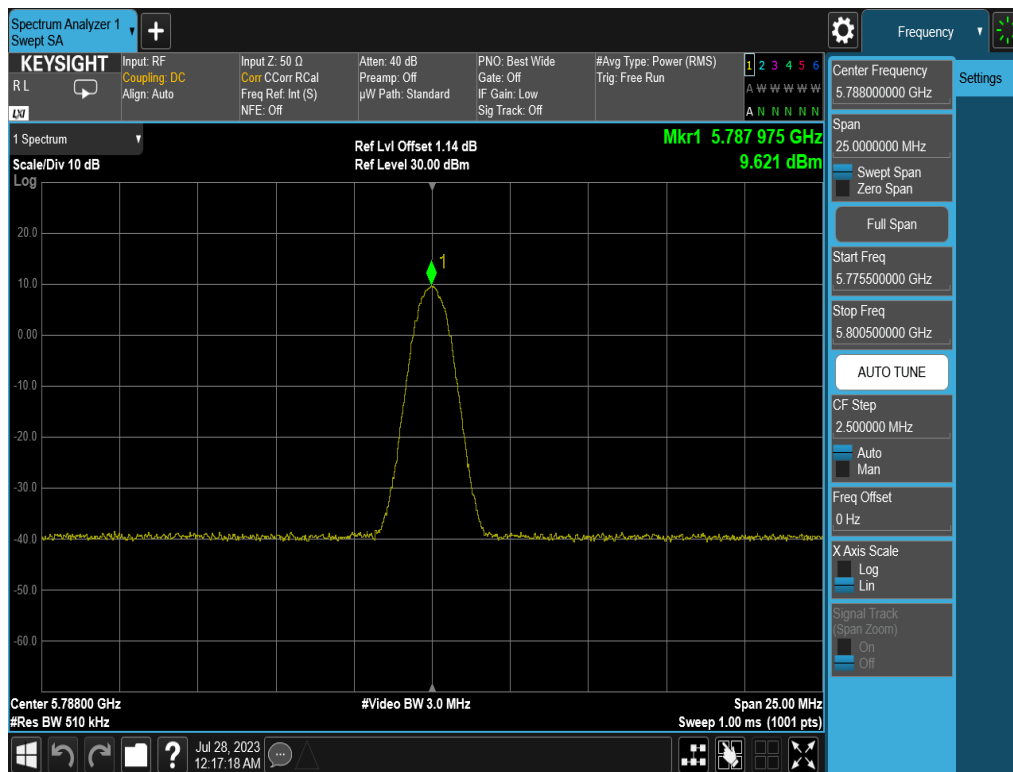 Spectrum Analyzer 1
Swept SA
+
Frequency
KEYSIGHT
R L
LXI
Input: RF
Coupling: DC
Align: Auto
Input Z: 50 Ω
Corr CCorr RCal
Freq Ref: Int (S)
NFE: Off
Atten: 40 dB
Preamp: Off
µW Path: Standard
PNO: Best Wide
Gate: Off
IF Gain: Low
Sig Track: Off
#Avg Type: Power (RMS)
Trig: Free Run
1 2 3 4 5 6
A W W W W W
A N N N N N
1 Spectrum
Scale/Div 10 dB
Log
Ref Lvl Offset 1.14 dB
Ref Level 30.00 dBm
Mkr1 5.787 975 GHz
9.621 dBm
1
20.0
10.0
0.00
-10.0
-20.0
-30.0
-40.0
-50.0
-60.0
Center 5.78800 GHz
#Res BW 510 kHz
#Video BW 3.0 MHz
Span 25.00 MHz
Sweep 1.00 ms (1001 pts)
Center Frequency
5.788000000 GHz
Settings
Span
25.0000000 MHz
Swept Span
Zero Span
Full Span
Start Freq
5.775500000 GHz
Stop Freq
5.800500000 GHz
AUTO TUNE
CF Step
2.500000 MHz
Auto
Man
Freq Offset
0 Hz
X Axis Scale
Log
Lin
Signal Track
(Span Zoom)
On
Off
?
Jul 28, 2023
12:17:18 AM